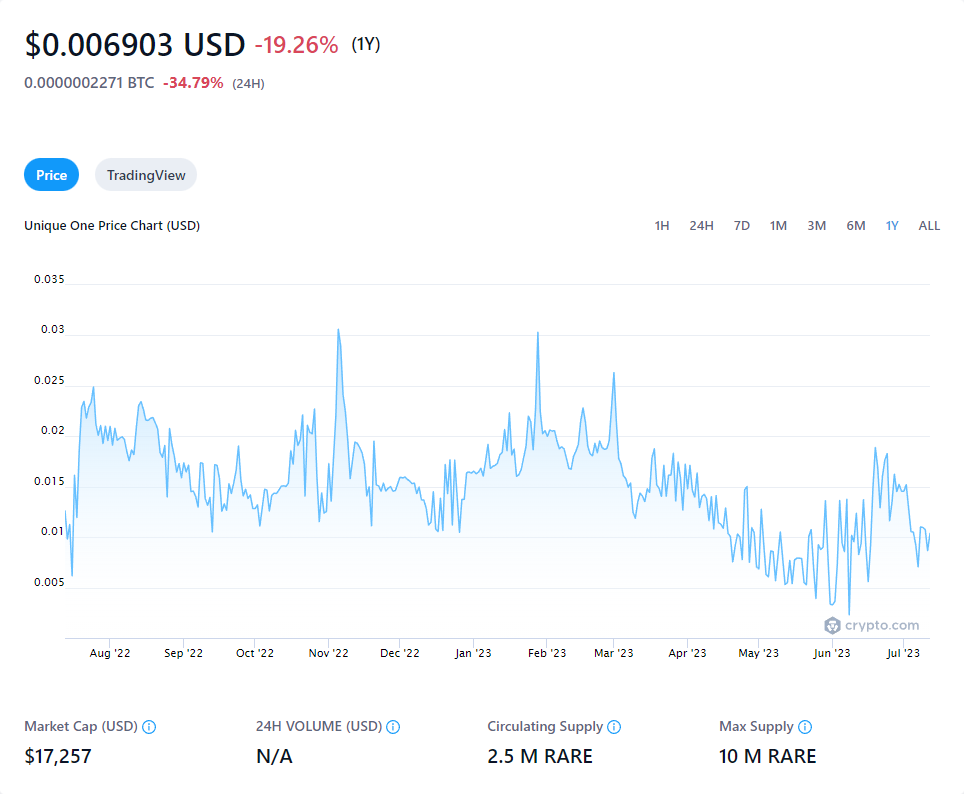 $0.006903 USD -19.26% (1Y)
0.0000002271 BTC -34.79% (24H)
Price TradingView
Unique One Price Chart (USD) 1H 24H 7D 1M 3M 6M 1Y ALL
0.035
0.03
0.025
0.02
0.015
0.01
0.005
crypto.com
Aug '22 Sep '22 Oct '22 Nov '22 Dec '22 Jan '23 Feb '23 Mar '23 Apr '23 May '23 Jun '23 Jul '23
Market Cap (USD) 24H VOLUME (USD) Circulating Supply Max Supply
$17,257 N/A 2.5 M RARE 10 M RARE